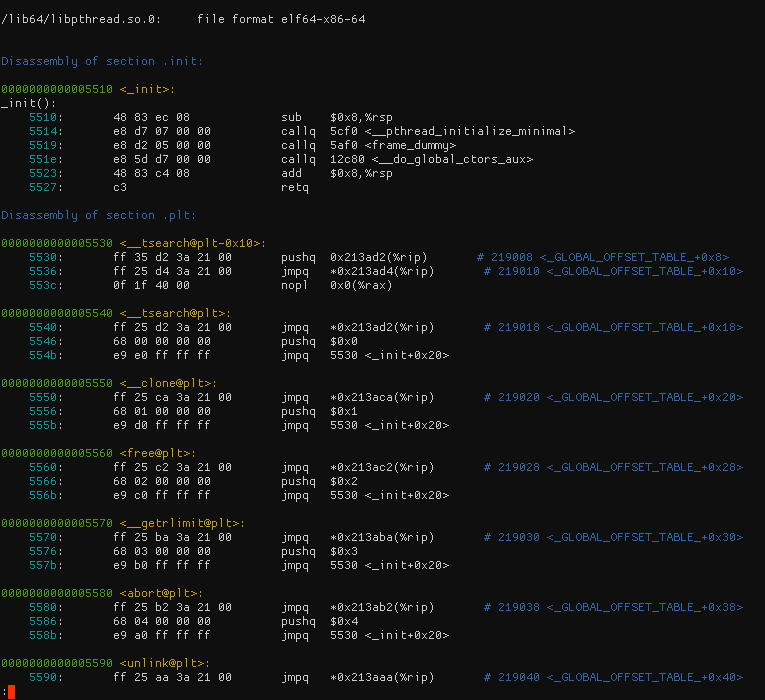 /lib64/libpthread.so.0:     file format elf64-x86-64
Disassembly of section .init:
0000000000005510 <_init>:
_init():
    5510:       48 83 ec 08             sub    $0x8,%rsp
    5514:       e8 d7 07 00 00          callq  5cf0 <__pthread_initialize_minimal>
    5519:       e8 d2 05 00 00          callq  5af0 <frame_dummy>
    551e:       e8 5d d7 00 00          callq  12c80 <__do_global_ctors_aux>
    5523:       48 83 c4 08             add    $0x8,%rsp
    5527:       c3                      retq
Disassembly of section .plt:
0000000000005530 <__tsearch@plt-0x10>:
    5530:       ff 35 d2 3a 21 00       pushq  0x213ad2(%rip)        # 219008 <_GLOBAL_OFFSET_TABLE_+0x8>
    5536:       ff 25 d4 3a 21 00       jmpq   *0x213ad4(%rip)        # 219010 <_GLOBAL_OFFSET_TABLE_+0x10>
    553c:       0f 1f 40 00             nopl   0x0(%rax)
0000000000005540 <__tsearch@plt>:
    5540:       ff 25 d2 3a 21 00       jmpq   *0x213ad2(%rip)        # 219018 <_GLOBAL_OFFSET_TABLE_+0x18>
    5546:       68 00 00 00 00          pushq  $0x0
    554b:       e9 e0 ff ff ff          jmpq   5530 <_init+0x20>
0000000000005550 <__clone@plt>:
    5550:       ff 25 ca 3a 21 00       jmpq   *0x213aca(%rip)        # 219020 <_GLOBAL_OFFSET_TABLE_+0x20>
    5556:       68 01 00 00 00          pushq  $0x1
    555b:       e9 d0 ff ff ff          jmpq   5530 <_init+0x20>
0000000000005560 <free@plt>:
    5560:       ff 25 c2 3a 21 00       jmpq   *0x213ac2(%rip)        # 219028 <_GLOBAL_OFFSET_TABLE_+0x28>
    5566:       68 02 00 00 00          pushq  $0x2
    556b:       e9 c0 ff ff ff          jmpq   5530 <_init+0x20>
0000000000005570 <__getrlimit@plt>:
    5570:       ff 25 ba 3a 21 00       jmpq   *0x213aba(%rip)        # 219030 <_GLOBAL_OFFSET_TABLE_+0x30>
    5576:       68 03 00 00 00          pushq  $0x3
    557b:       e9 b0 ff ff ff          jmpq   5530 <_init+0x20>
0000000000005580 <abort@plt>:
    5580:       ff 25 b2 3a 21 00       jmpq   *0x213ab2(%rip)        # 219038 <_GLOBAL_OFFSET_TABLE_+0x38>
    5586:       68 04 00 00 00          pushq  $0x4
    558b:       e9 a0 ff ff ff          jmpq   5530 <_init+0x20>
0000000000005590 <unlink@plt>:
    5590:       ff 25 aa 3a 21 00       jmpq   *0x213aaa(%rip)        # 219040 <_GLOBAL_OFFSET_TABLE_+0x40>
: